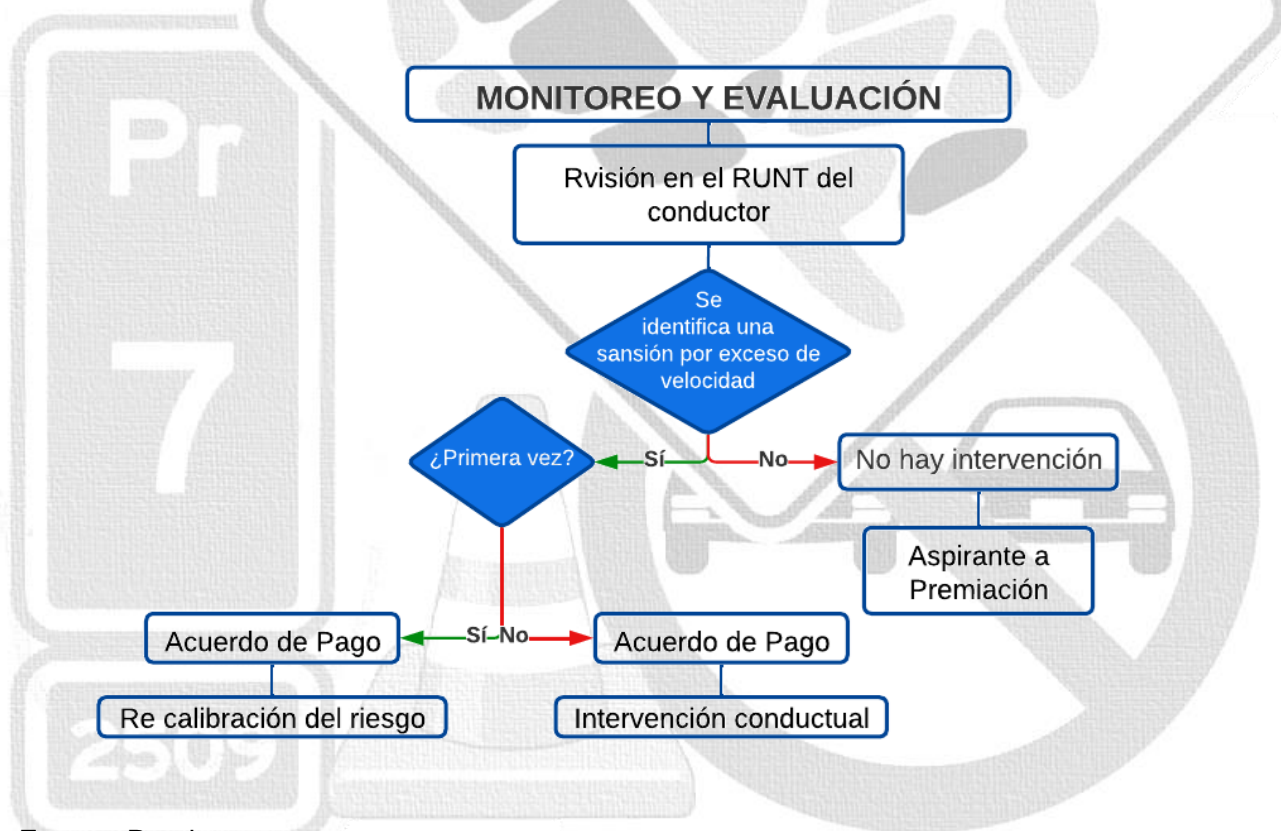 MONITOREO Y EVALUACIÓN
Rvisión en el RUNT del
conductor
Se
identifica una
sansión por exceso de
velocidad
¿Primera vez?
Sí
No
No hay intervención
Aspirante a
Premiación
Acuerdo de Pago
Sí
No
Acuerdo de Pago
Re calibración del riesgo
Intervención conductual
Pr
7
2509